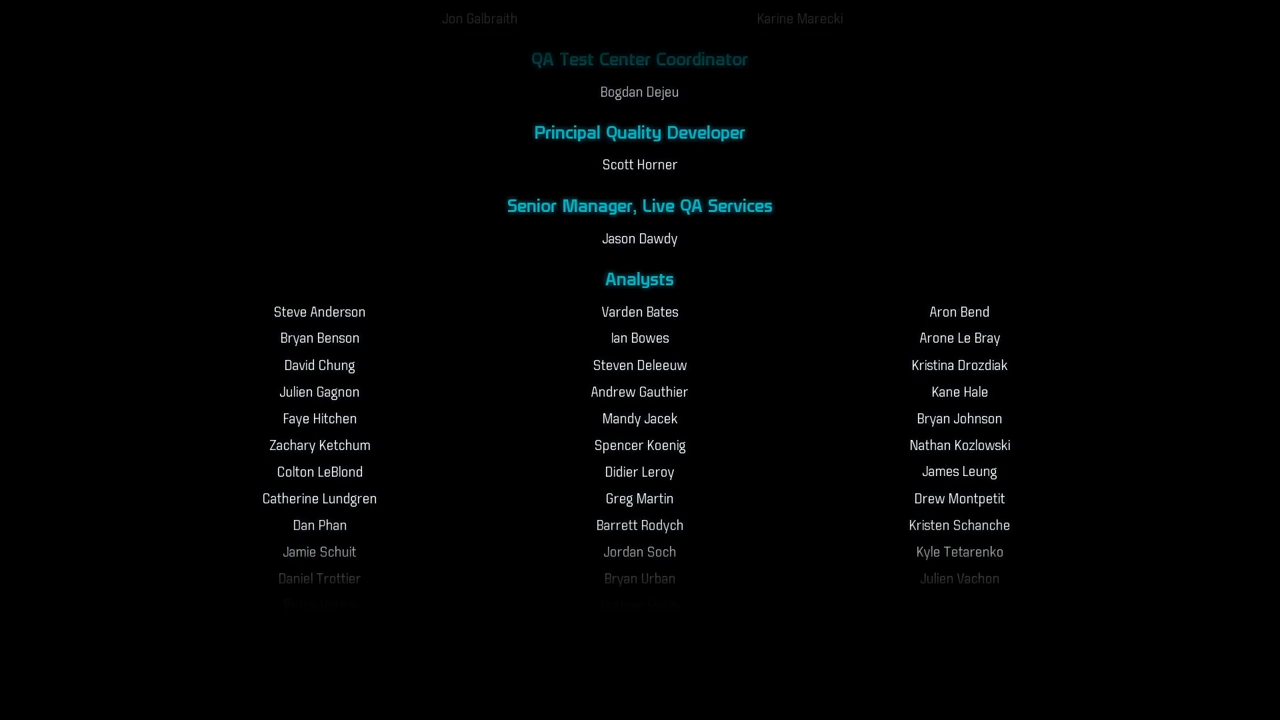 Jon Galbraith Karine Marecki
QA Test Center Coordinator
Bogdan Dejeu
Principal Quality Developer
Scott Horner
Senior Manager, Live QA Services
Jason Dawdy
Analysts
Steve Anderson Varden Bates Aron Bend
Bryan Benson Ian Bowes Arone Le Bray
David Chung Steven Deleeuw Kristina Drozdiak
Julien Gagnon Andrew Gauthier Kane Hale
Faye Hitchen Mandy Jacek Bryan Johnson
Zachary Ketchum Spencer Koenig Nathan Kozlowski
Colton LeBlond Didier Leroy James Leung
Catherine Lundgren Greg Martin Drew Montpetit
Dan Phan Barrett Rodych Kristen Schanche
Jamie Schuit Jordan Soch Kyle Tetarenko
Daniel Trottier Bryan Urban Julien Vachon